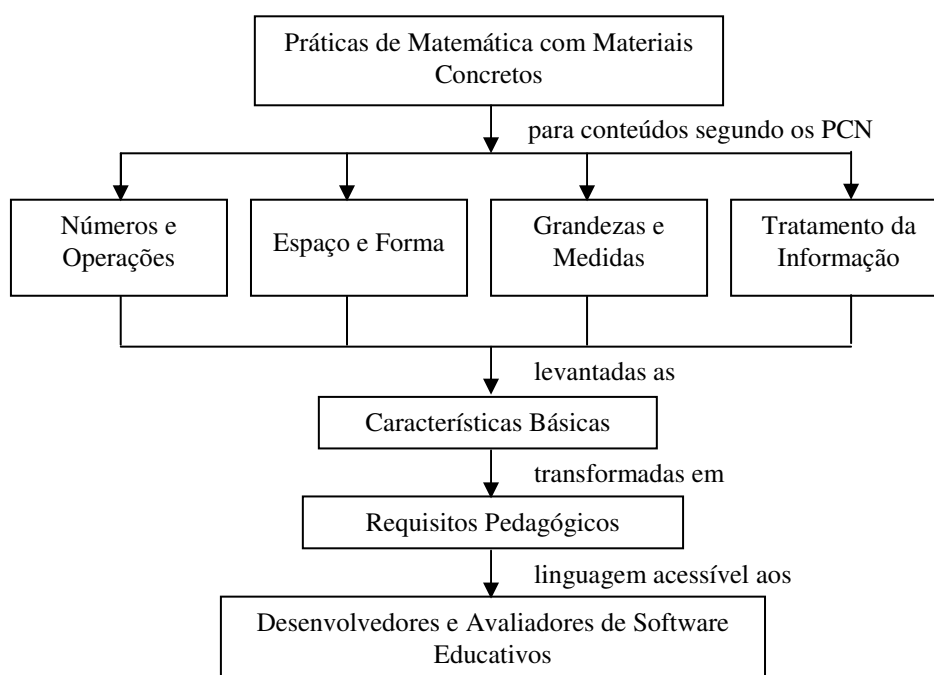 Práticas de Matemática com Materiais
Concretos
para conteúdos segundo os PCN
Números e
Operações
Espaço e Forma
Grandezas e
Medidas
Tratamento da
Informação
levantadas as
Características Básicas
transformadas em
Requisitos Pedagógicos
linguagem acessível aos
Desenvolvedores e Avaliadores de Software
Educativos